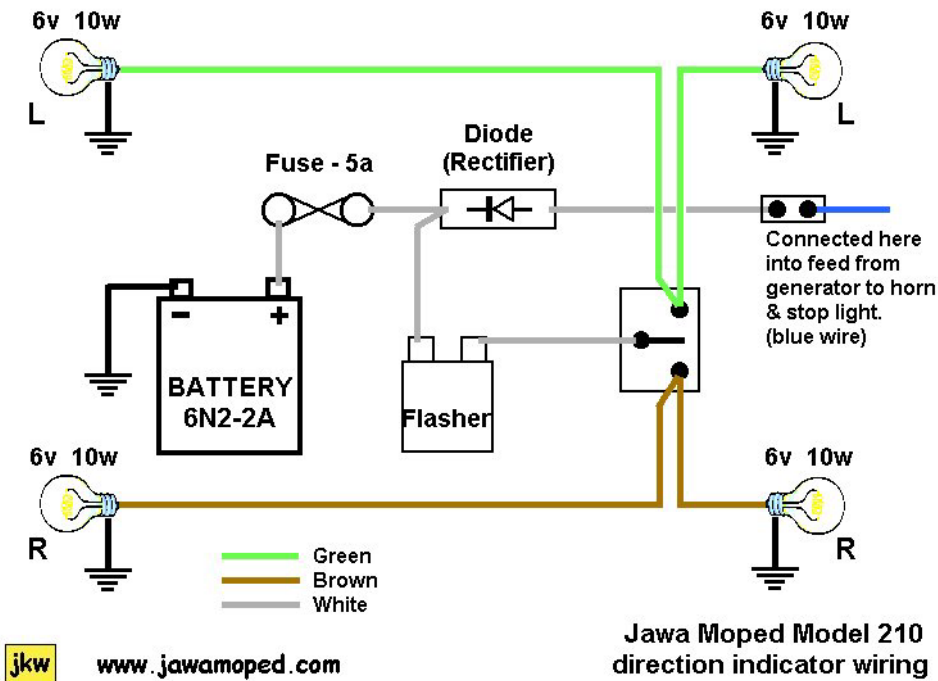 6v 10w
6v 10w
L
L
Diode
(Rectifier)
Fuse - 5a
Connected here
into feed from
generator to horn
& stop light.
(blue wire)
- +
BATTERY
6N2-2A
Flasher
6v 10w
6v 10w
R
R
Green
Brown
White
Jawa Moped Model 210
direction indicator wiring
jkw
www.jawamoped.com